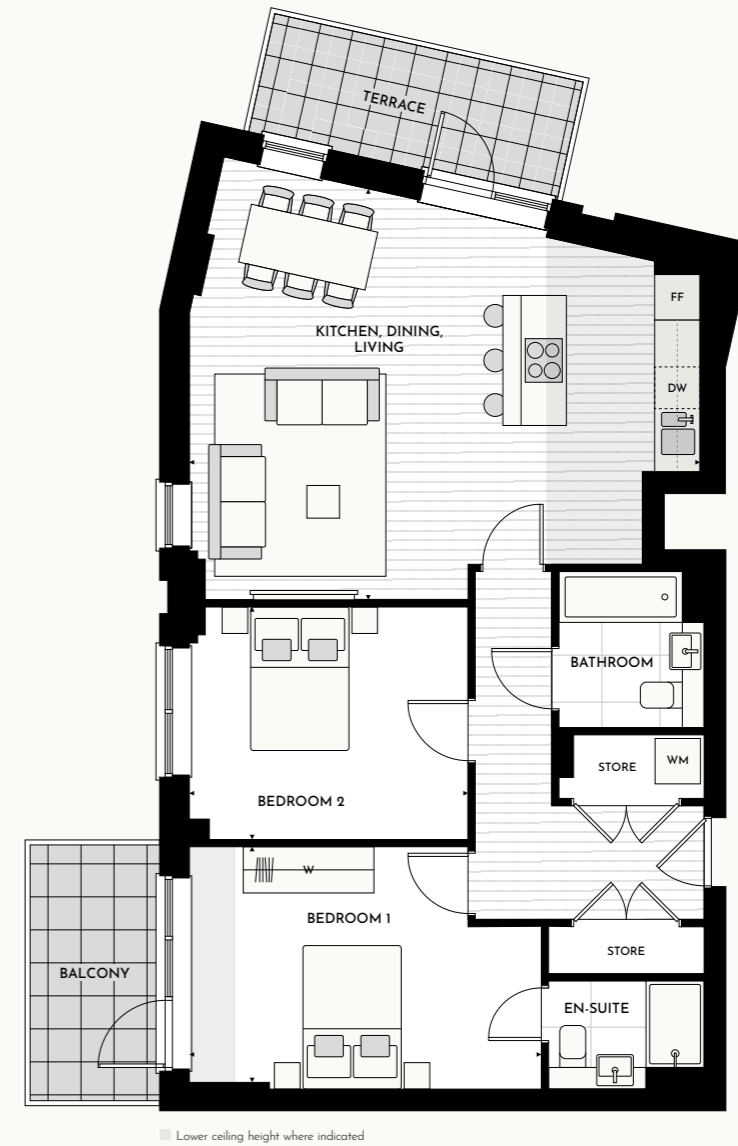 TERRACE
FF
KITCHEN, DINING,
LIVING
DW
BATHROOM
STORE
WM
BEDROOM 2
W
BEDROOM 1
STORE
BALCONY
EN-SUITE
Lower ceiling height where indicated